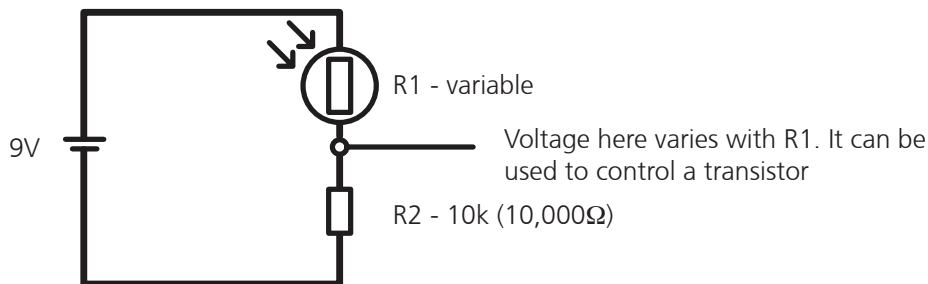 R1 - variable
9V
Voltage here varies with R1. It can be
used to control a transistor
R2 - 10k (10,000Ω)